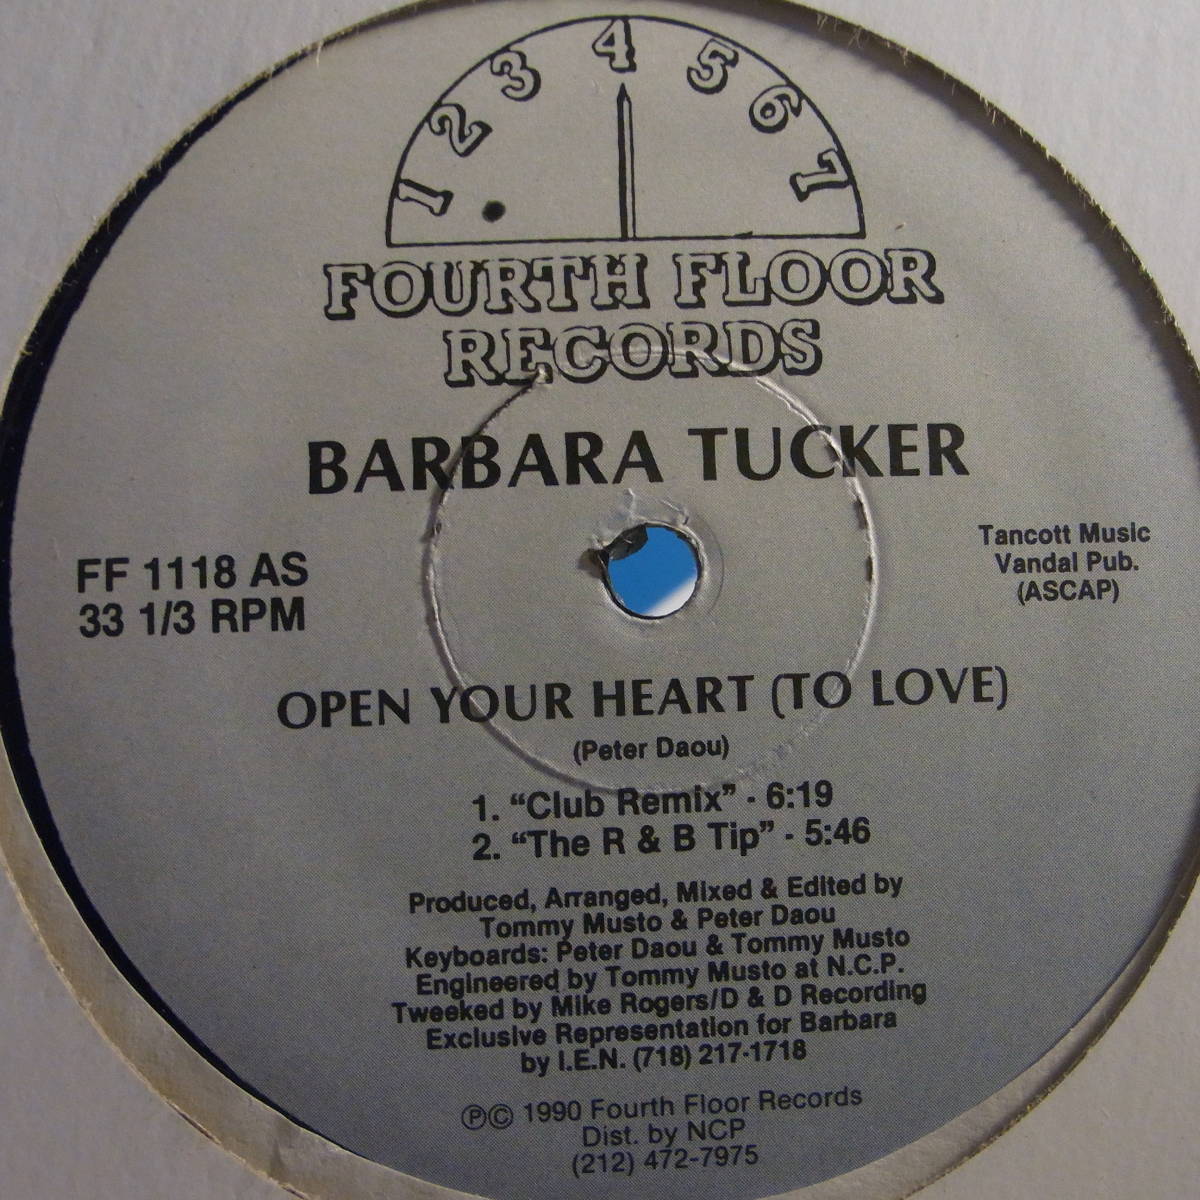 1 2 3 4 5 6 7
FOURTH FLOOR
RECORDS
BARBARA TUCKER
FF 1118 AS
33 1/3 RPM
Tancott Music
Vandal Pub.
(ASCAP)
OPEN YOUR HEART (TO LOVE)
(Peter Daou)
1. “Club Remix” - 6:19
2. “The R & B Tip” - 5:46
Produced, Arranged, Mixed & Edited by
Tommy Musto & Peter Daou
Keyboards: Peter Daou & Tommy Musto
Engineered by Tommy Musto at N.C.P.
Tweeked by Mike Rogers/D & D Recording
Exclusive Representation for Barbara
by I.E.N. (718) 217-1718
℗© 1990 Fourth Floor Records
Dist. by NCP
(212) 472-7975